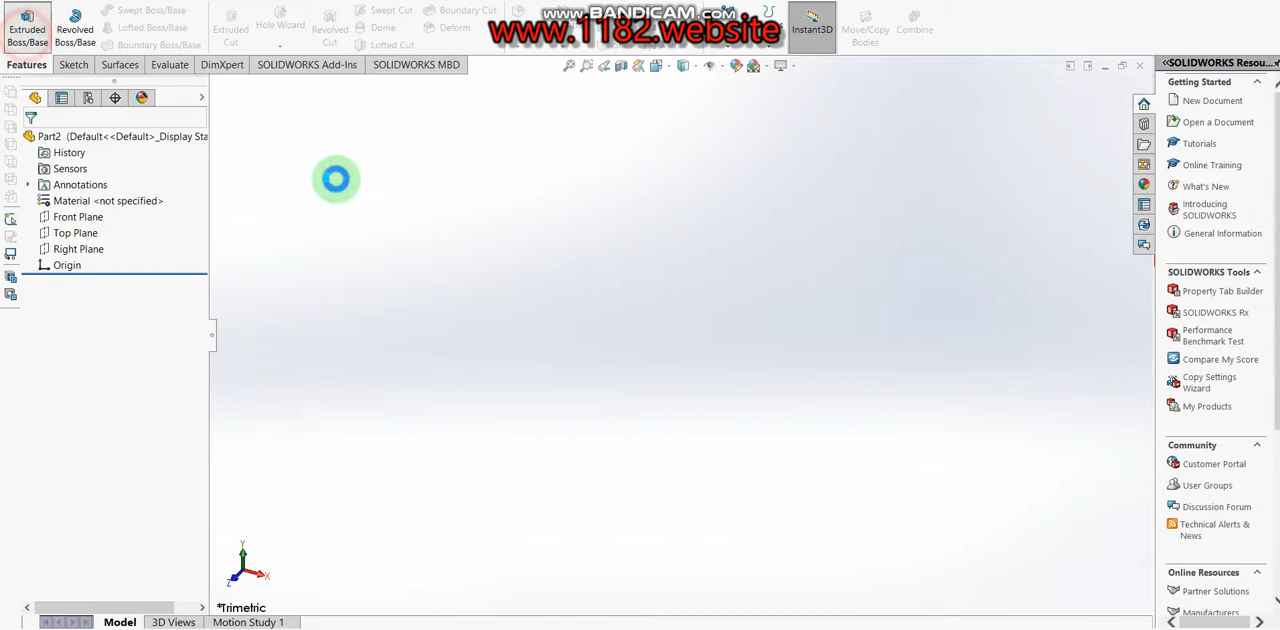 Extruded Boss/Base
Revolved Boss/Base
Swept Boss/Base
Lofted Boss/Base
Boundary Boss/Base
Extruded Cut
Hole Wizard
Revolved Cut
Swept Cut
Dome
Lofted Cut
Boundary Cut
Deform
www.BANDICAM.com
www.1182.website
Instant3D
Move/Copy Bodies
Combine
Features
Sketch
Surfaces
Evaluate
DimXpert
SOLIDWORKS Add-Ins
SOLIDWORKS MBD
Part2 (Default<<Default>_Display Sta
History
Sensors
Annotations
Material <not specified>
Front Plane
Top Plane
Right Plane
Origin
Y
X
Z
*Trimetric
Model
3D Views
Motion Study 1
SOLIDWORKS Resou...
Getting Started
New Document
Open a Document
Tutorials
Online Training
What's New
Introducing
SOLIDWORKS
General Information
SOLIDWORKS Tools
Property Tab Builder
SOLIDWORKS Rx
Performance
Benchmark Test
Compare My Score
Copy Settings
Wizard
My Products
Community
Customer Portal
User Groups
Discussion Forum
Technical Alerts &
News
Online Resources
Partner Solutions
Manufacturers